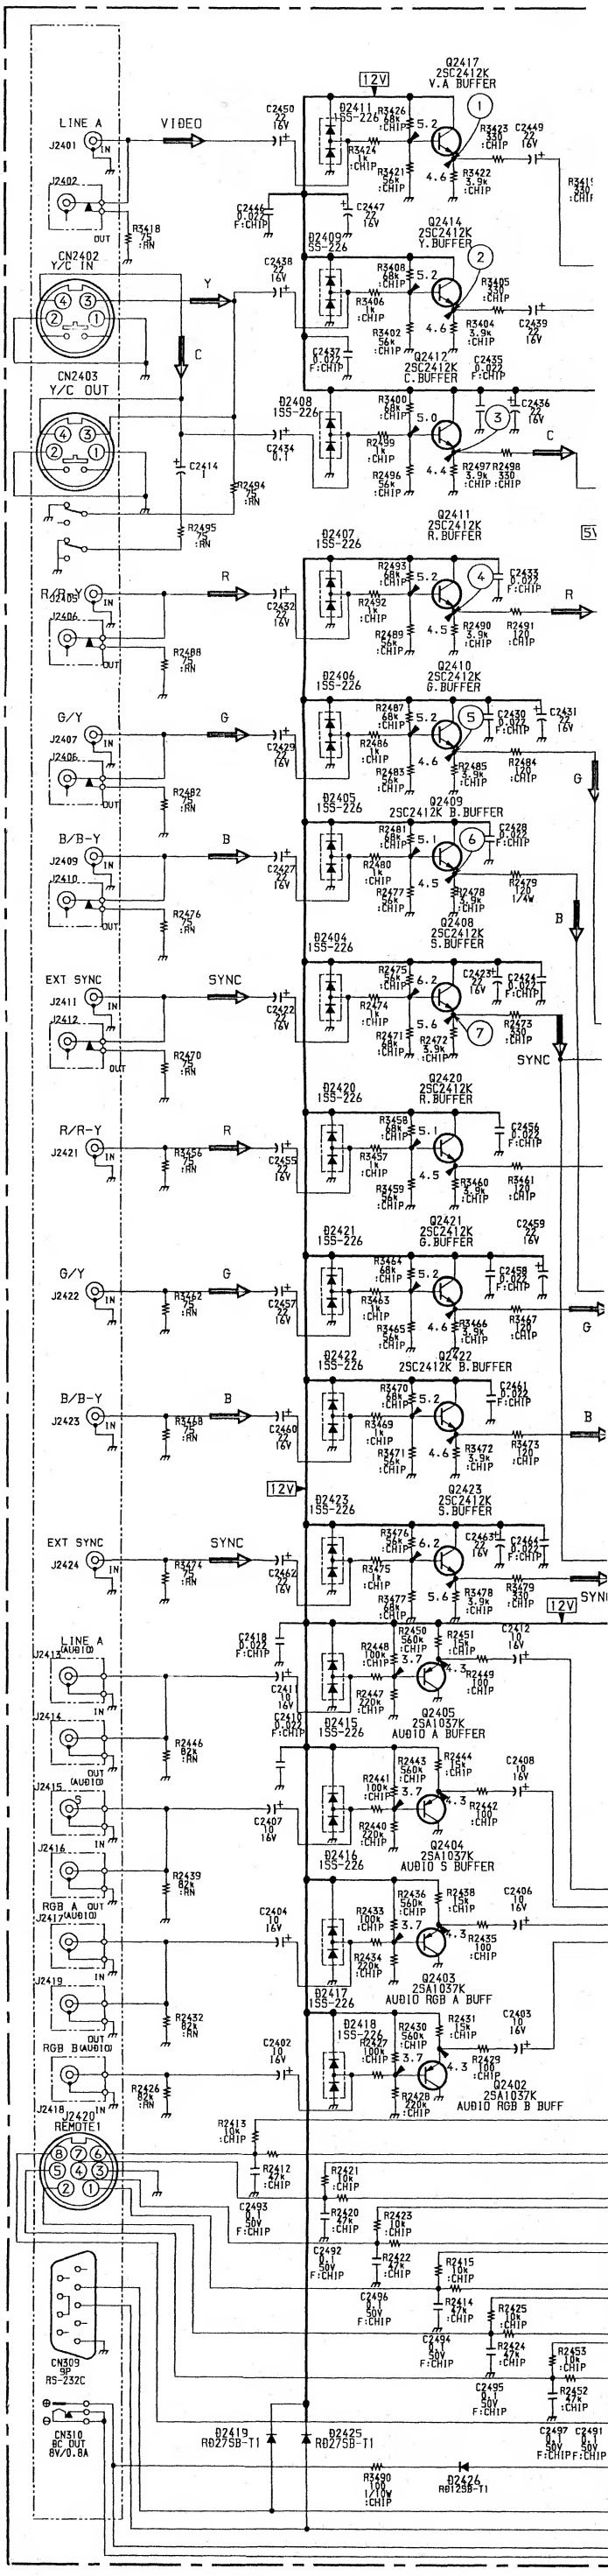 Q2417
2SC2412K
V.A BUFFER
12V
C2450
22
16V
D2411
1SS-226
R3426
68k
:CHIP
5.2
1
LINE A
VIDEO
J2401
IN
R3424
1k
:CHIP
R3423
330
:CHIP
C2449
22
16V
R3421
56k
:CHIP
4.6
R3422
3.9k
:CHIP
J2402
OUT
R3418
75
:RN
C2446
0.022
F:CHIP
C2447
22
16V
Q2414
2SC2412K
Y.BUFFER
CN2402
Y/C IN
C2438
22
16V
D2409
SS-226
R3408
68k
:CHIP
5.2
2
4
3
2
1
Y
R3406
1k
:CHIP
R3405
330
:CHIP
C2439
22
16V
R3402
56k
:CHIP
4.6
R3404
3.9k
:CHIP
C
C2437
0.022
F:CHIP
Q2412
2SC2412K
C.BUFFER
C2435
0.022
F:CHIP
CN2403
Y/C OUT
D2408
1SS-226
R3400
68k
:CHIP
5.0
3
C2436
22
16V
4
3
2
1
C2434
0.1
R2499
1k
:CHIP
C
C2414
1
R2494
75
:RN
R2496
56k
:CHIP
4.4
R2497
3.9k
:CHIP
R2498
330
:CHIP
R2495
75
:RN
Q2411
2SC2412K
R.BUFFER
D2407
1SS-226
R2493
68k
:CHIP
5.2
4
C2433
0.022
F:CHIP
R/R-Y
J2405
IN
R
C2432
22
16V
R2492
1k
:CHIP
R
J2406
OUT
R2488
75
:RN
R2489
56k
:CHIP
4.5
R2490
3.9k
:CHIP
R2491
120
:CHIP
Q2410
2SC2412K
G.BUFFER
D2406
1SS-226
R2487
68k
:CHIP
5.2
5
C2430
0.022
F:CHIP
C2431
22
16V
G/Y
J2407
IN
G
C2429
22
16V
R2486
1k
:CHIP
J2406
R2482
75
:RN
R2483
56k
:CHIP
4.6
R2485
3.9k
:CHIP
R2484
120
:CHIP
G
D2405
1SS-226
Q2409
2SC2412K B.BUFFER
R2481
68k
:CHIP
5.1
6
C2428
0.022
F:CHIP
B/B-Y
J2409
IN
B
C2427
22
16V
R2480
1k
:CHIP
J2410
OUT
R2476
75
:RN
R2477
56k
:CHIP
4.5
R2478
3.9k
:CHIP
R2479
120
1/4W
B
Q2408
2SC2412K
S.BUFFER
D2404
1SS-226
R2475
56k
:CHIP
6.2
C2423
22
16V
C2424
0.022
F:CHIP
EXT SYNC
J2411
IN
SYNC
C2422
22
16V
R2474
1k
:CHIP
J2412
OUT
R2470
75
:RN
R2471
68k
:CHIP
5.6
R2472
3.9k
:CHIP
7
R2473
330
:CHIP
SYNC
D2420
1SS-226
Q2420
2SC2412K
R.BUFFER
R3458
68k
:CHIP
5.1
C2456
0.022
F:CHIP
R/R-Y
J2421
IN
R3456
75
:RN
R
C2455
22
16V
R3457
1k
:CHIP
R3459
56k
:CHIP
4.5
R3460
3.9k
:CHIP
R3461
120
:CHIP
D2421
1SS-226
Q2421
2SC2412K
G.BUFFER
C2459
22
16V
R3464
68k
:CHIP
5.2
C2458
0.022
F:CHIP
G/Y
J2422
IN
R3462
75
:RN
G
C2457
22
16V
R3463
1k
:CHIP
R3465
56k
:CHIP
4.6
R3466
3.9k
:CHIP
R3467
120
:CHIP
G
D2422
1SS-226
Q2422
2SC2412K B.BUFFER
R3470
68k
:CHIP
5.2
C2461
0.022
F:CHIP
B/B-Y
J2423
IN
R3468
75
:RN
B
C2460
22
16V
R3469
1k
:CHIP
R3471
56k
:CHIP
4.6
R3472
3.9k
:CHIP
R3473
120
:CHIP
B
12V
D2423
1SS-226
Q2423
2SC2412K
S.BUFFER
R3476
56k
:CHIP
6.2
C2463
22
16V
C2464
0.022
F:CHIP
EXT SYNC
J2424
IN
R3474
75
:RN
SYNC
C2462
22
16V
R3475
1k
:CHIP
R3477
68k
:CHIP
5.6
R3478
3.9k
:CHIP
R3479
330
:CHIP
12V
LINE A
(AUDIO)
J2413
IN
C2418
0.022
F:CHIP
C2411
10
16V
R2448
100k
:CHIP
R2450
560k
:CHIP
R2451
15k
:CHIP
C2412
10
16V
3.7
4.3
R2449
100
:CHIP
R2447
220k
:CHIP
J2414
OUT
(AUDIO)
R2446
82k
:RN
C2410
0.022
F:CHIP
D2415
1SS-226
Q2405
2SA1037K
AUDIO A BUFFER
R2443
560k
:CHIP
R2444
15k
:CHIP
C2408
10
16V
J2415
S
IN
C2407
10
16V
R2441
100k
:CHIP
3.7
4.3
R2442
100
:CHIP
R2440
220k
:CHIP
J2416
R2439
82k
:RN
D2416
1SS-226
Q2404
2SA1037K
AUDIO S BUFFER
RGB A
OUT
(AUDIO)
J2417
IN
C2404
10
16V
R2433
100k
:CHIP
R2436
560k
:CHIP
R2438
15k
:CHIP
C2406
10
16V
3.7
4.3
R2435
100
:CHIP
R2434
220k
:CHIP
J2419
OUT
R2432
82k
:RN
D2417
1SS-226
Q2403
2SA1037K
AUDIO RGB A BUFF
RGB B(AUDIO)
C2402
10
16V
D2418
1SS-226
R2427
100k
:CHIP
R2430
560k
:CHIP
R2431
15k
:CHIP
C2403
10
16V
3.7
4.3
R2429
100
:CHIP
J2418
IN
R2426
82k
:RN
R2428
220k
:CHIP
Q2402
2SA1037K
AUDIO RGB B BUFF
J2420
REMOTE1
8
7
6
5
4
3
2
1
R2413
10k
:CHIP
R2412
47k
:CHIP
C2493
0.1
50V
F:CHIP
R2421
10k
:CHIP
R2420
47k
:CHIP
C2492
0.1
50V
F:CHIP
R2423
10k
:CHIP
R2422
47k
:CHIP
C2496
0.1
50V
F:CHIP
R2415
10k
:CHIP
R2414
47k
:CHIP
C2494
0.1
50V
F:CHIP
R2425
10k
:CHIP
R2424
47k
:CHIP
C2495
0.1
50V
F:CHIP
R2453
10k
:CHIP
R2452
47k
:CHIP
C2497
0.1
50V
F:CHIP
C2491
0.1
50V
F:CHIP
CN309
9P
RS-232C
CN310
DC OUT
8V/0.8A
D2419
RD27SB-T1
D2425
RD27SB-T1
R3490
100
1/10W
:CHIP
D2426
RD12SB-T1